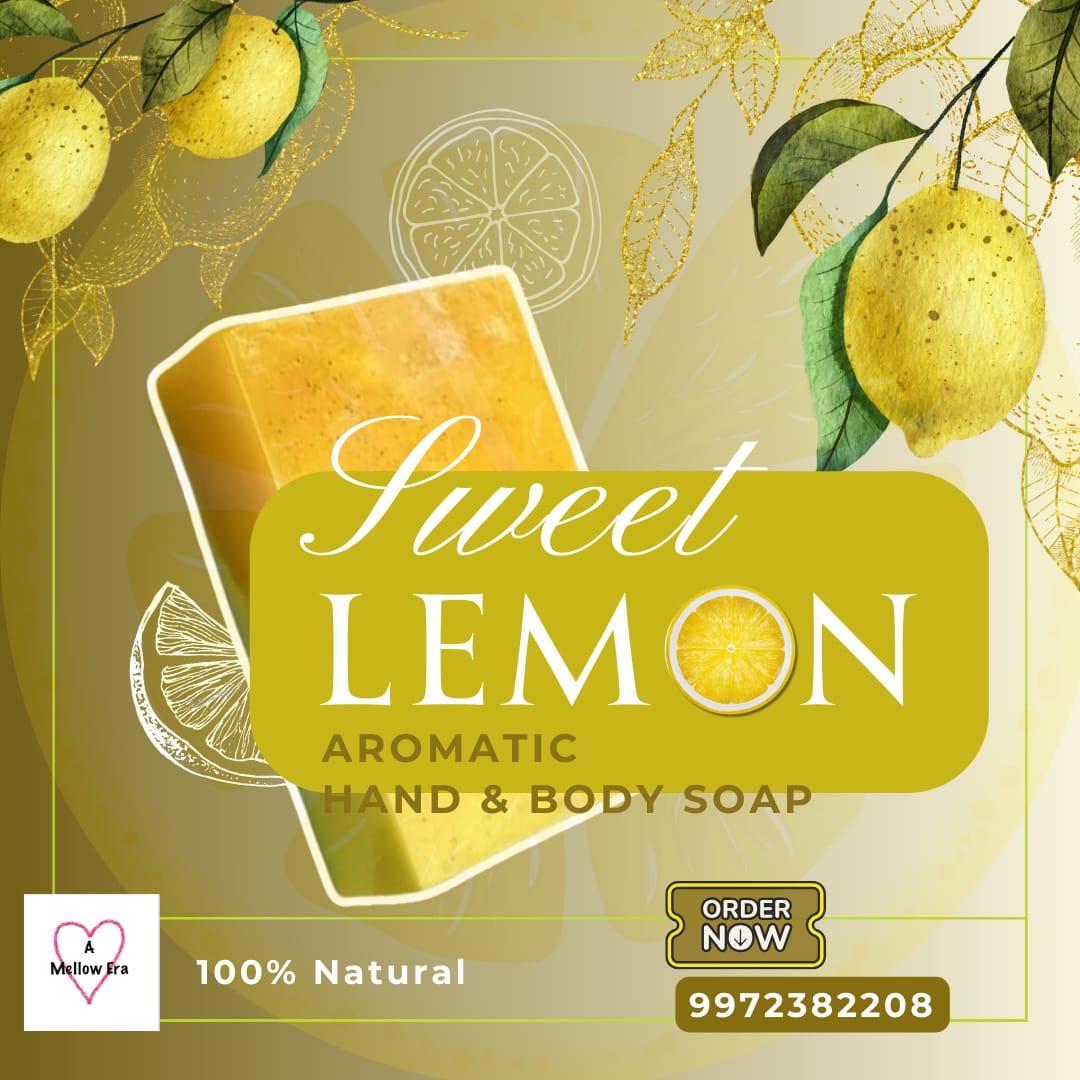 Sweet
LEMON
AROMATIC
HAND & BODY SOAP
A
Mellow Era
100% Natural
ORDER
NOW
9972382208